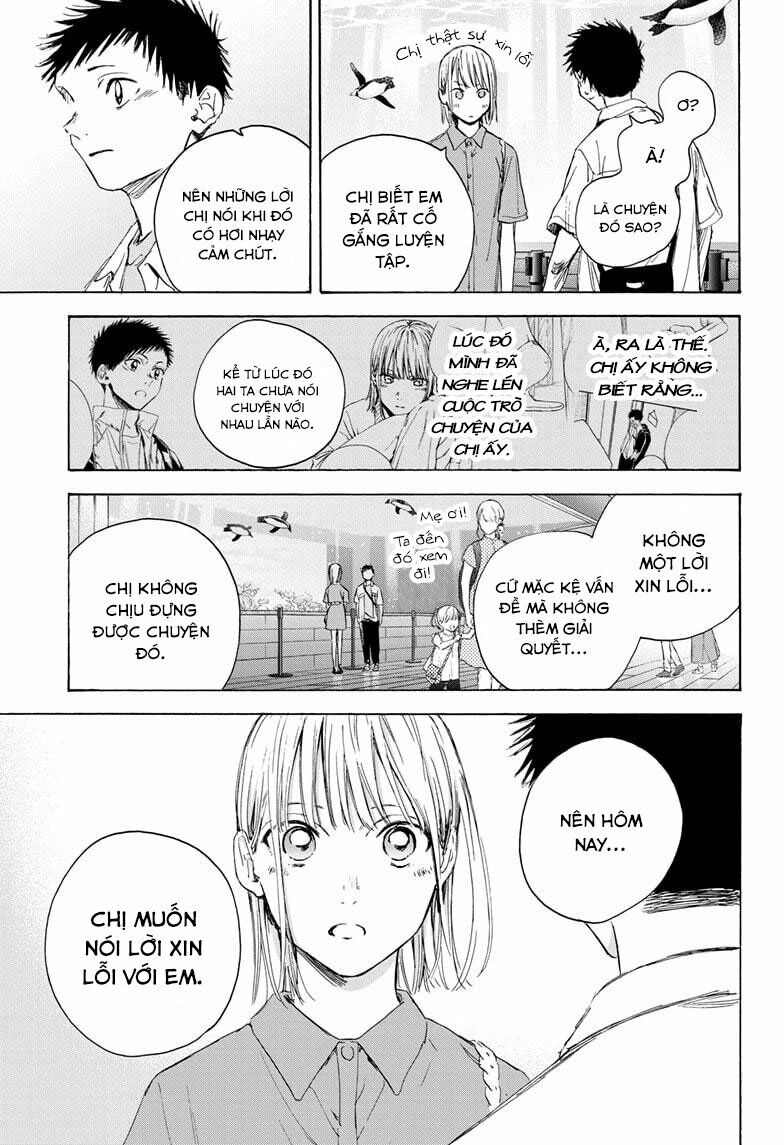 Ơ?
À!
LÀ CHUYỆN
ĐÓ SAO?
Chị thật sự xin lỗi
CHỊ BIẾT EM
ĐÃ RẤT CỐ
GẮNG LUYỆN
TẬP.
NÊN NHỮNG LỜI
CHỊ NÓI KHI ĐÓ
CÓ HƠI NHẠY
CẢM CHÚT.
À, RA LÀ THẾ.
CHỊ ẤY KHÔNG
BIẾT RẰNG...
LÚC ĐÓ
MÌNH ĐÃ
NGHE LÉN
CUỘC TRÒ
CHUYỆN CỦA
CHỊ ẤY.
KỂ TỪ LÚC ĐÓ
HAI TA CHƯA NÓI
CHUYỆN VỚI
NHAU LẦN NÀO.
KHÔNG
MỘT LỜI
XIN LỖI...
Mẹ ơi!
Ta đến
đó xem
đi!
CỨ MẶC KỆ VẤN
ĐỀ MÀ KHÔNG
THÈM GIẢI
QUYẾT...
CHỊ KHÔNG
CHỊU ĐỰNG
ĐƯỢC CHUYỆN
ĐÓ.
NÊN HÔM
NAY...
CHỊ MUỐN
NÓI LỜI XIN
LỖI VỚI EM.